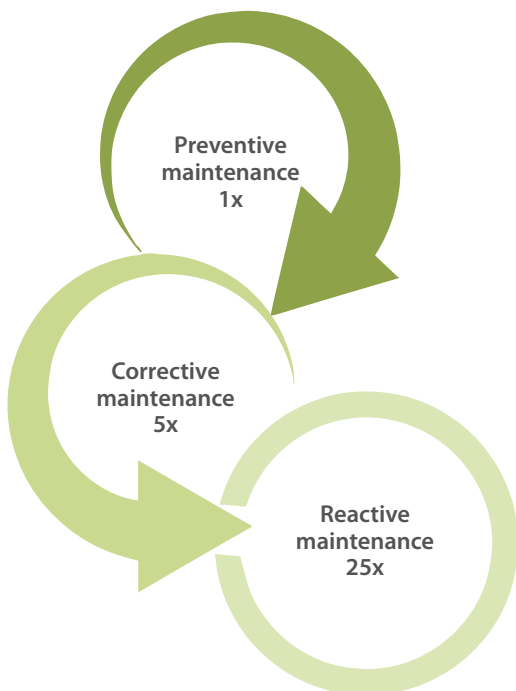 Preventive
maintenance
1x
Corrective
maintenance
5x
Reactive
maintenance
25x